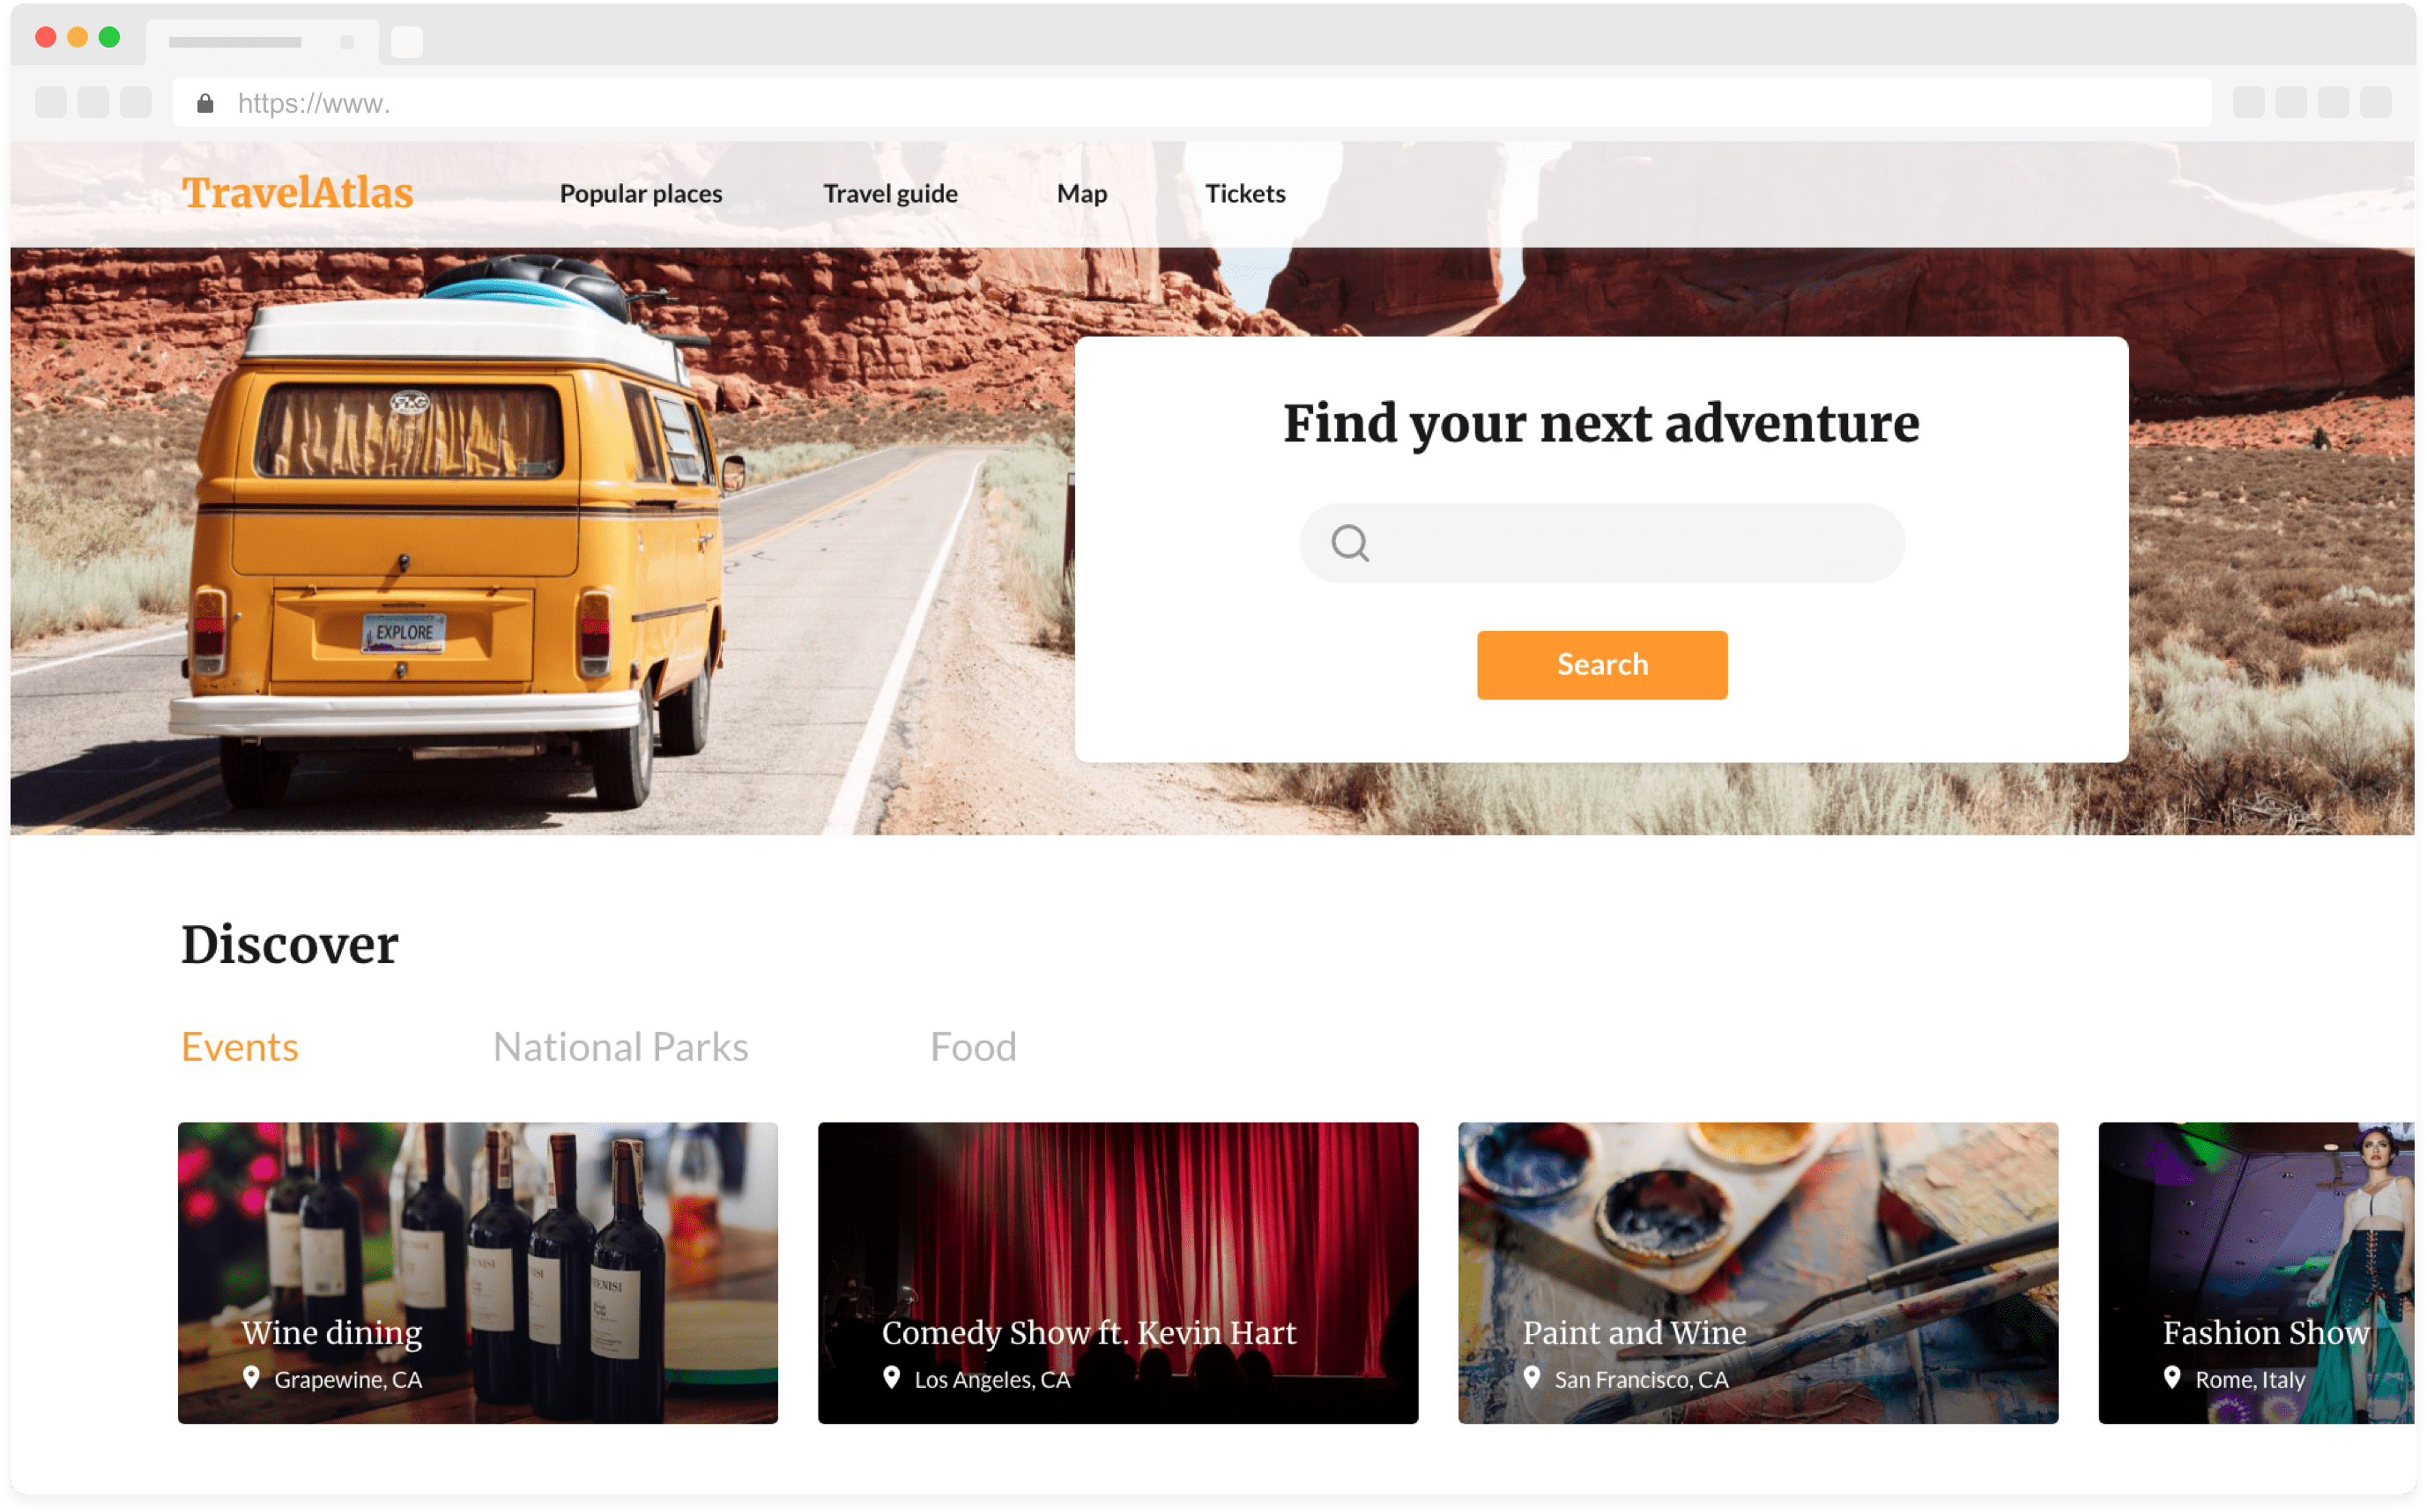 https://www.
TravelAtlas
Popular places
Travel guide
Map
Tickets
EXPLORE
Find your next adventure
Search
Discover
Events
National Parks
Food
Wine dining
Grapewine, CA
Comedy Show ft. Kevin Hart
Los Angeles, CA
Paint and Wine
San Francisco, CA
Fashion Show
Rome, Italy